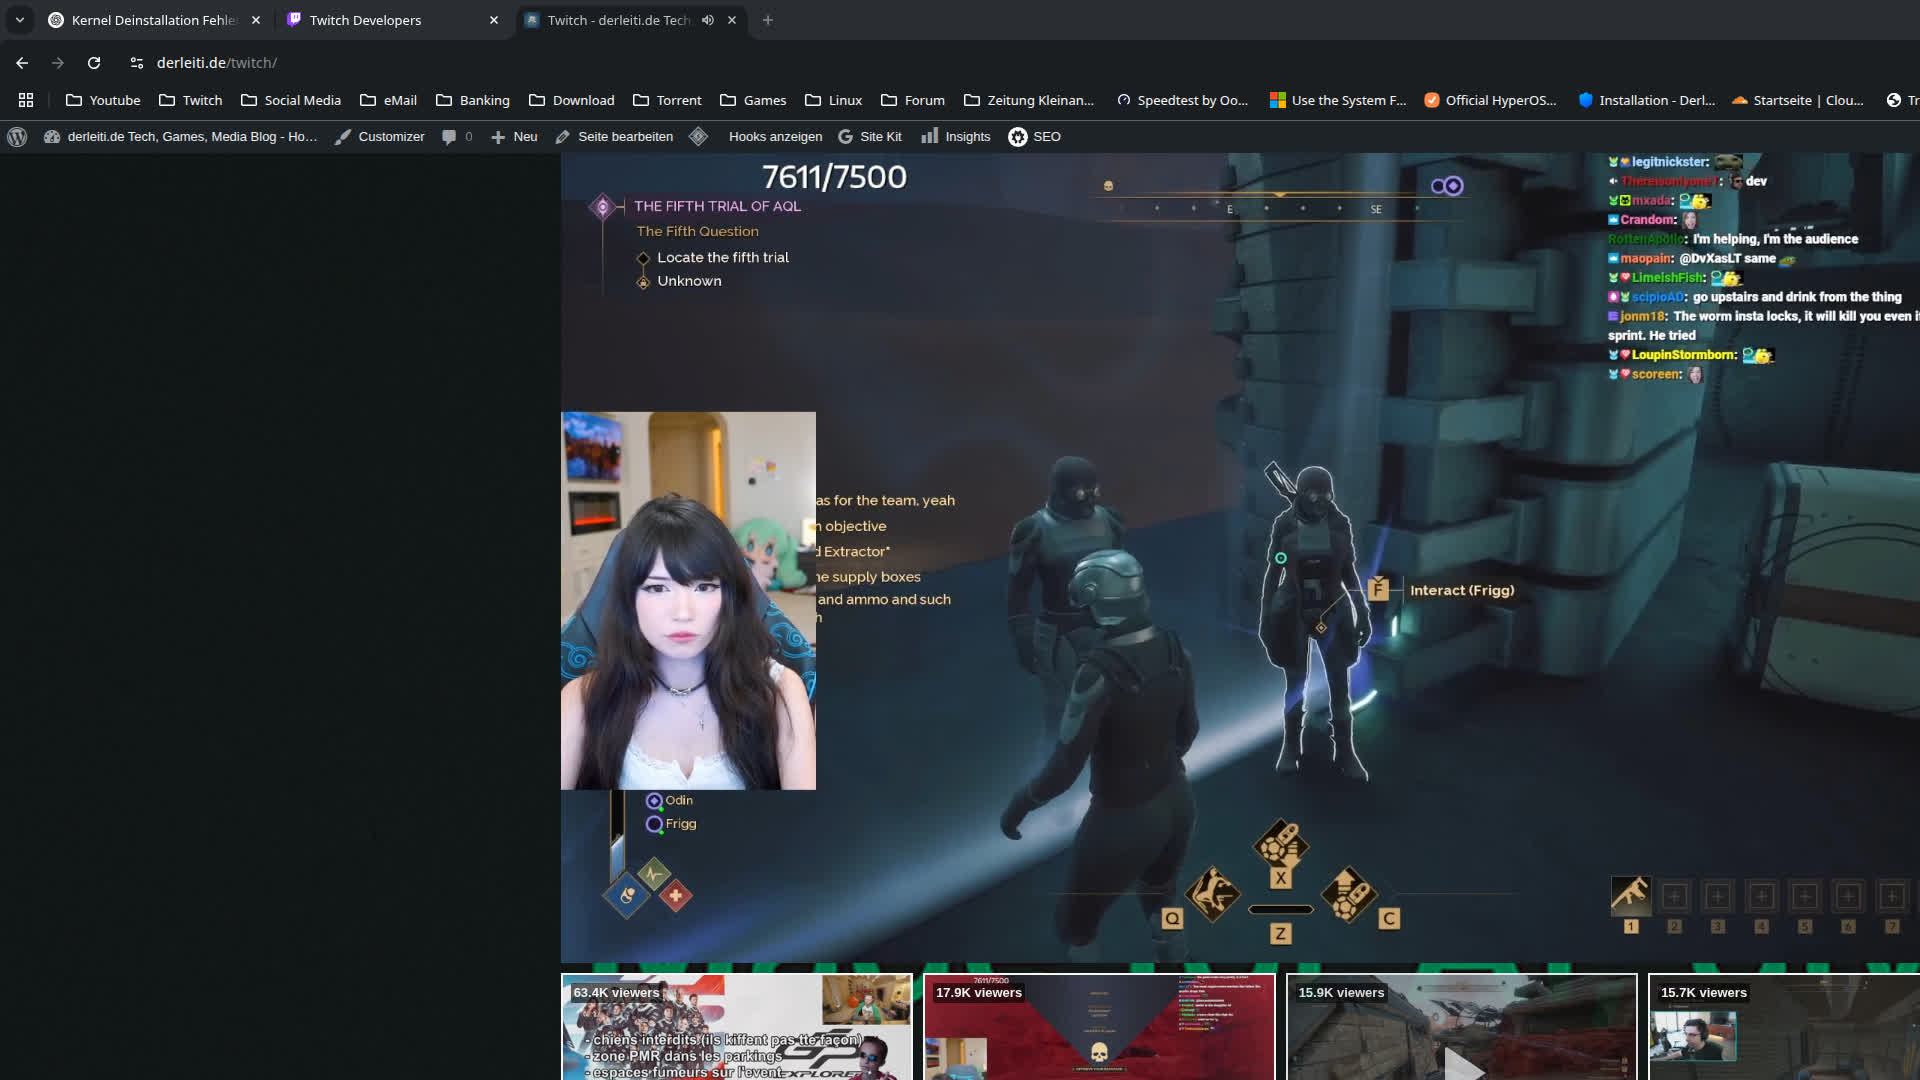 Kernel Deinstallation Fehle
Twitch Developers
Twitch - derleiti.de Tech
derleiti.de/twitch/
Youtube
Twitch
Social Media
eMail
Banking
Download
Torrent
Games
Linux
Forum
Zeitung Kleinan...
Speedtest by Oo...
Use the System F...
Official HyperOS...
Installation - Derl...
Startseite | Clou...
Tr
derleiti.de Tech, Games, Media Blog - Ho...
Customizer
0
Neu
Seite bearbeiten
Hooks anzeigen
Site Kit
Insights
SEO
7611/7500
THE FIFTH TRIAL OF AQL
The Fifth Question
Locate the fifth trial
Unknown
E
SE
legitnickster:
dev
mxada:
Crandom:
RottenApollo: I'm helping, I'm the audience
maopain: @DvXasLT same
LimeishFish:
scipioAD: go upstairs and drink from the thing
jonm18: The worm insta locks, it will kill you even i
sprint. He tried
LoupinStormborn:
scoreen:
as for the team, yeah
n objective
d Extractor"
he supply boxes
and ammo and such
h
F
Interact (Frigg)
Odin
Frigg
X
Q
C
Z
1
2
3
4
5
6
7
63.4K viewers
- chiens interdits (ils kiffent pas tte façon)
- zone PMR dans les parkings
- espaces fumeurs sur l'event
EXPLORE
7611/7500
17.9K viewers
15.9K viewers
15.7K viewers